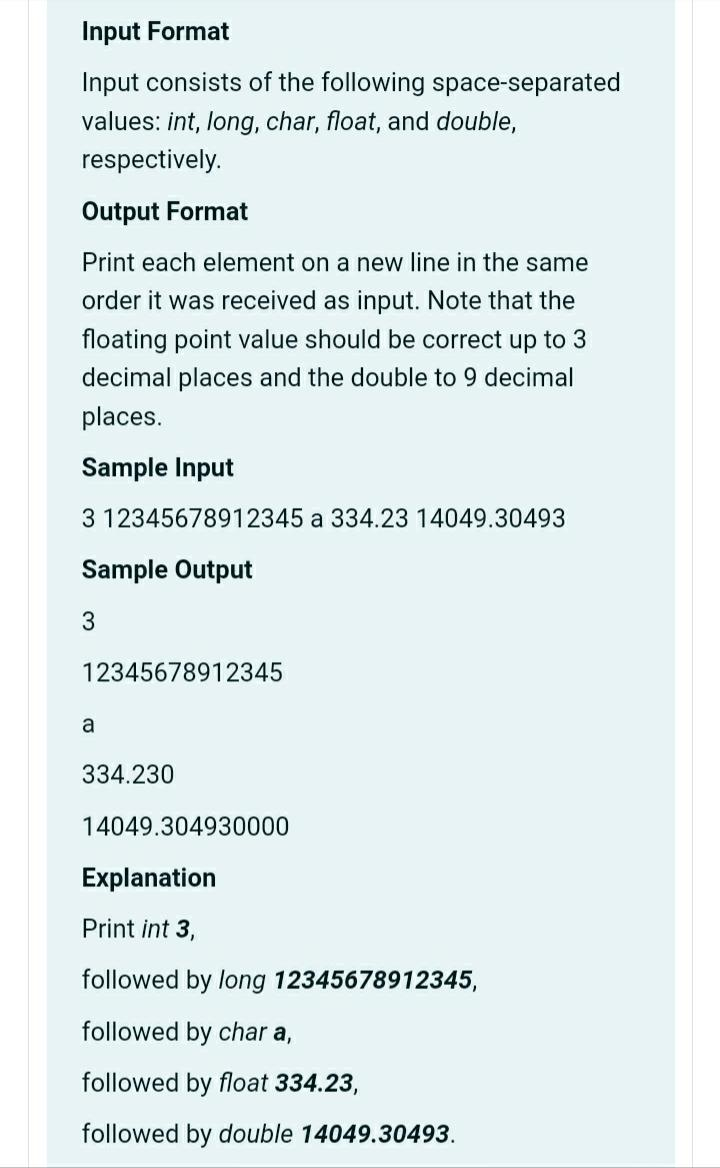 Input Format
Input consists of the following space-separated
values: int, long, char, float, and double,
respectively.
Output Format
Print each element on a new line in the same
order it was received as input. Note that the
floating point value should be correct up to 3
decimal places and the double to 9 decimal
places.
Sample Input
3 12345678912345 a 334.23 14049.30493
Sample Output
3
12345678912345
a
334.230
14049.304930000
Explanation
Print int 3,
followed by long 12345678912345,
followed by char a,
followed by float 334.23,
followed by double 14049.30493.